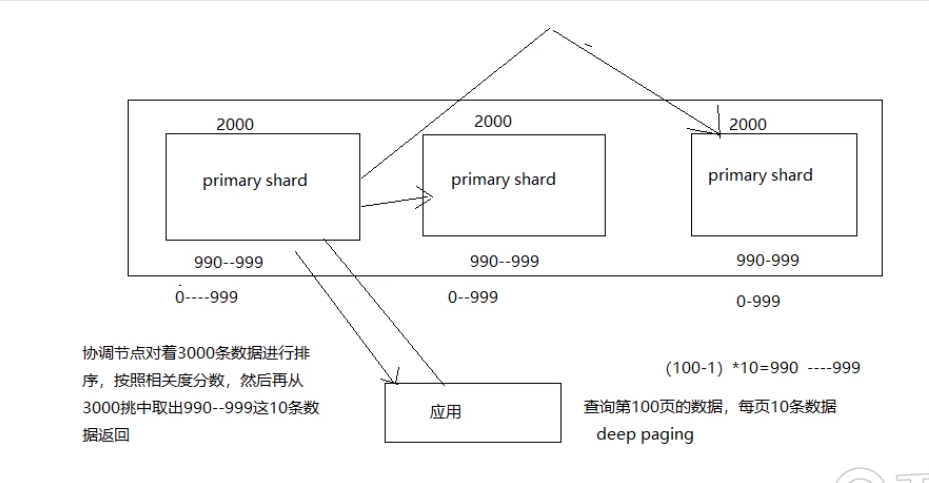 2000 2000 2000
primary shard primary shard primary shard
990--999 990--999 990-999
0----999 0--999 0-999
协调节点对着3000条数据进行排
序，按照相关度分数，然后再从
3000挑中取出990--999这10条数
据返回
应用
(100-1）*10=990 ----999
查询第100页的数据，每页10条数据
deep paging